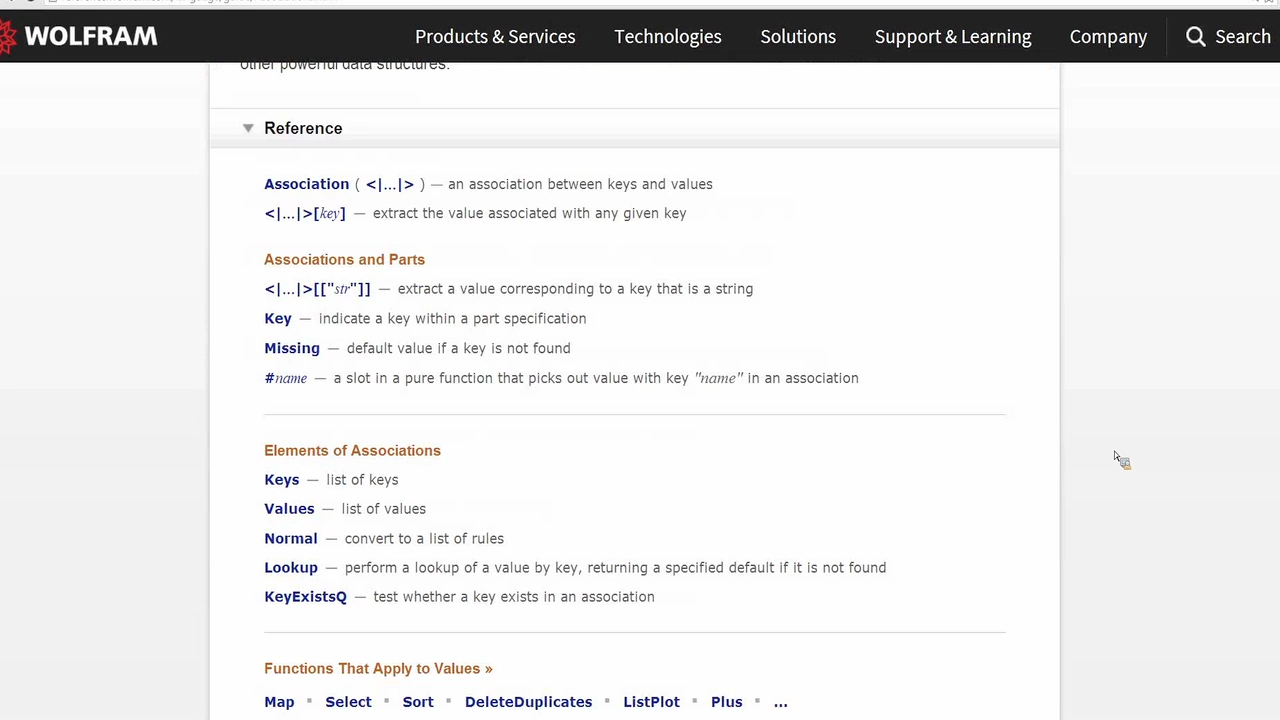 WOLFRAM Products & Services Technologies Solutions Support & Learning Company Search
other powerful data structures.
Reference
Association ( <|...|> ) — an association between keys and values
<|...|>[key] — extract the value associated with any given key
Associations and Parts
<|...|>[["str"]] — extract a value corresponding to a key that is a string
Key — indicate a key within a part specification
Missing — default value if a key is not found
#name — a slot in a pure function that picks out value with key "name" in an association
Elements of Associations
Keys — list of keys
Values — list of values
Normal — convert to a list of rules
Lookup — perform a lookup of a value by key, returning a specified default if it is not found
KeyExistsQ — test whether a key exists in an association
Functions That Apply to Values »
Map ▪ Select ▪ Sort ▪ DeleteDuplicates ▪ ListPlot ▪ Plus ▪ ...